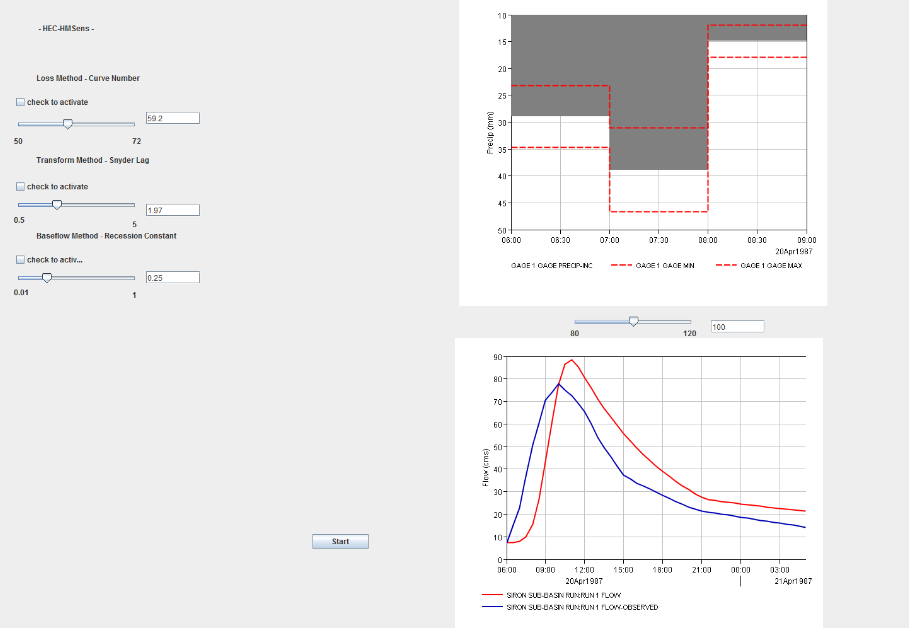 - HEC-HMSens -
Loss Method - Curve Number
check to activate
59.2
50 72
Transform Method - Snyder Lag
check to activate
1.97
0.5 5
Baseflow Method - Recession Constant
check to activ...
0.25
0.01 1
Start
Precip (mm)
10
15
20
25
30
35
40
45
50
06:00 06:30 07:00 07:30 08:00 08:30 09:00
20Apr1987
GAGE 1 GAGE PRECIP-INC GAGE 1 GAGE MIN GAGE 1 GAGE MAX
80 120
100
Flow (cms)
90
80
70
60
50
40
30
20
10
0
06:00 09:00 12:00 15:00 18:00 21:00 00:00 03:00
20Apr1987 21Apr1987
SIRON SUB-BASIN RUN:RUN 1 FLOW
SIRON SUB-BASIN RUN:RUN 1 FLOW-OBSERVED